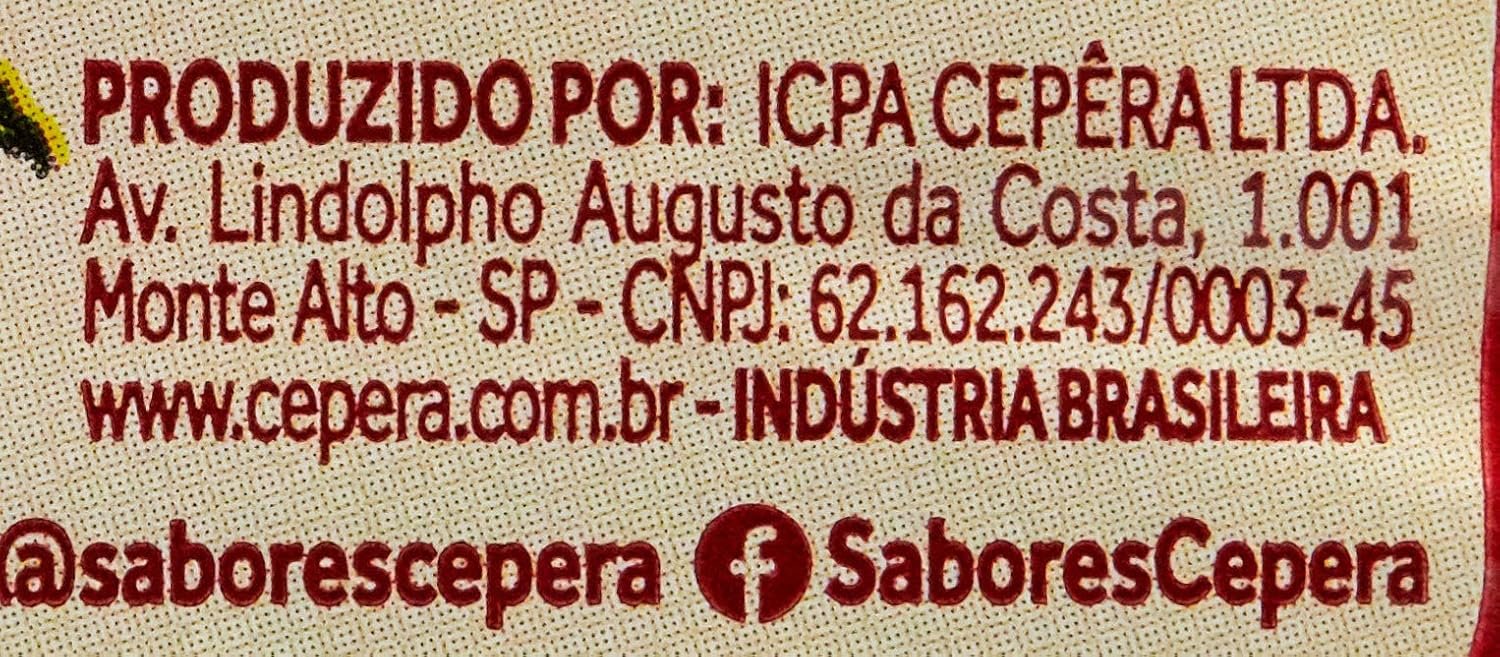 PRODUZIDO POR: ICPA CEPÊRA LTDA.
Av. Lindolpho Augusto da Costa, 1.001
Monte Alto - SP - CNPJ: 62.162.243/0003-45
www.cepera.com.br - INDÚSTRIA BRASILEIRA
@saborescepera SaboresCepera